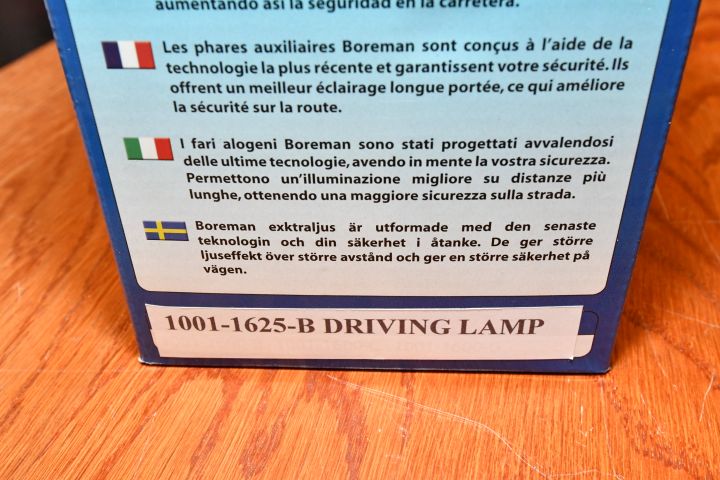 aumentando así la seguridad en la carretera.
Les phares auxiliaires Boreman sont conçus à l'aide de la
technologie la plus récente et garantissent votre sécurité. Ils
offrent un meilleur éclairage longue portée, ce qui améliore
la sécurité sur la route.
I fari alogeni Boreman sono stati progettati avvalendosi
delle ultime tecnologie, avendo in mente la vostra sicurezza.
Permettono un'illuminazione migliore su distanze più
lunghe, ottenendo una maggiore sicurezza sulla strada.
Boreman exktraljus är utformade med den senaste
teknologin och din säkerhet i åtanke. De ger större
ljuseffekt över större avstånd och ger en större säkerhet på
vägen.
1001-1625-B DRIVING LAMP